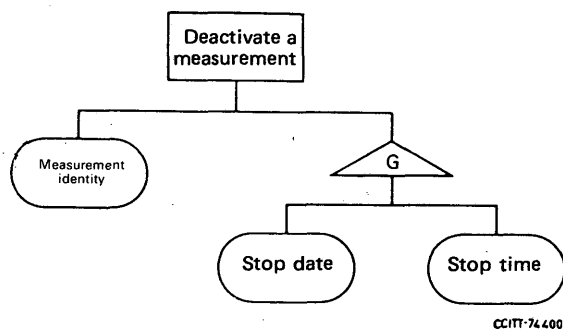 Deactivate a
measurement
Measurement
identity
G
Stop date
Stop time
CCITT-74400